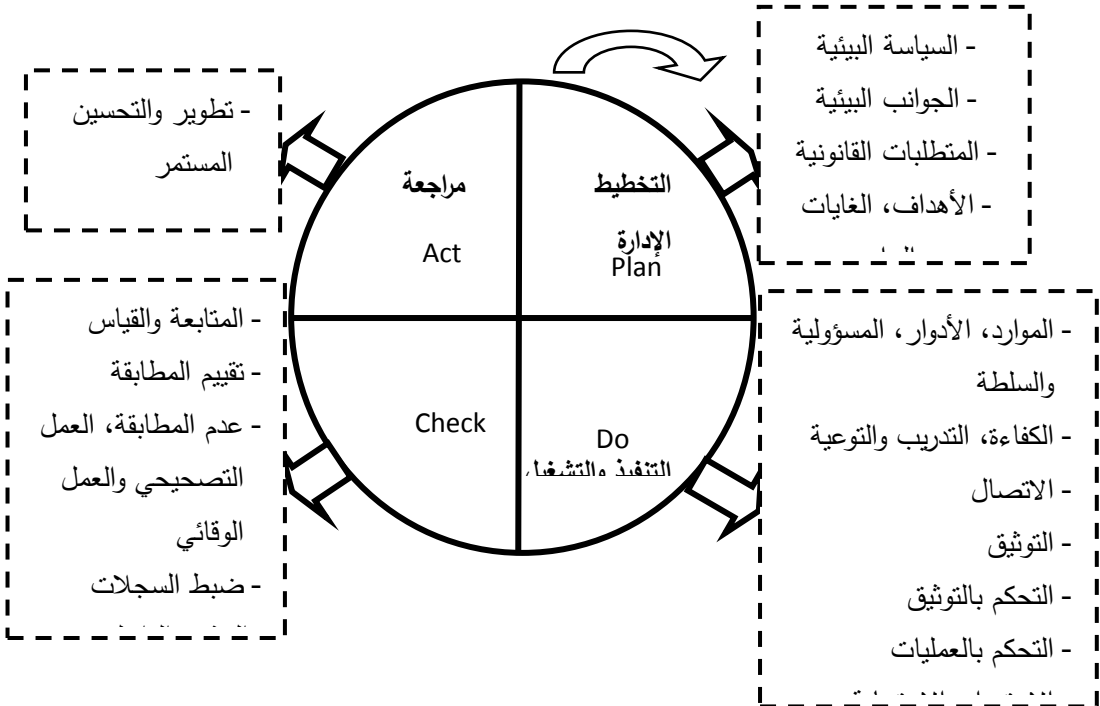 - السياسة البيئية
- الجوانب البيئية
- المتطلبات القانونية
- الأهداف، الغايات
- تطوير والتحسين
المستمر
التخطيط
الإدارة
Plan
مراجعة
Act
- الموارد، الأدوار، المسؤولية
والسلطة
- الكفاءة، التدريب والتوعية
- الاتصال
- التوثيق
- التحكم بالتوثيق
- التحكم بالعمليات
Do
التنفيذ والتشغيل
Check
- المتابعة والقياس
- تقييم المطابقة
- عدم المطابقة، العمل
التصحيحي والعمل
الوقائي
- ضبط السجلات